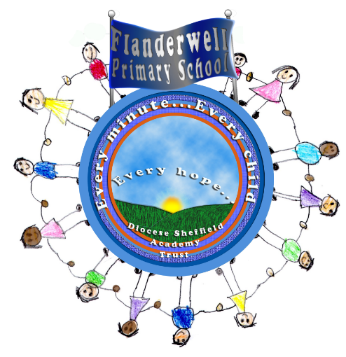 Flanderwell
Primary School
Every minute...Every child
Every hope...
Diocese Sheffield
Academy
Trust